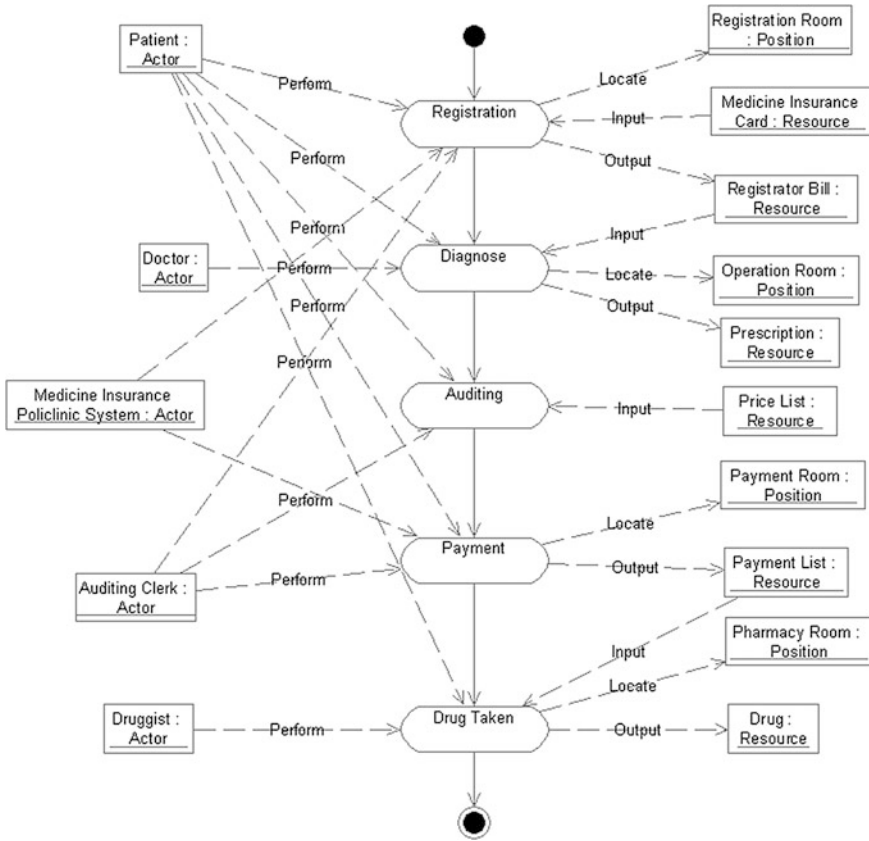 Patient :
Actor
Registration Room
: Position
Perform
Locate
Registration
Medicine Insurance
Card : Resource
Input
Output
Perform
Registrator Bill :
Resource
Perform
Input
Doctor :
Actor
Perform
Diagnose
Locate
Operation Room :
Position
Perform
Output
Prescription :
Resource
Perform
Medicine Insurance
Policlinic System : Actor
Auditing
Input
Price List :
Resource
Perform
Payment Room :
Position
Locate
Payment
Auditing Clerk :
Actor
Perform
Output
Payment List :
Resource
Input
Pharmacy Room :
Position
Locate
Druggist :
Actor
Perform
Drug Taken
Output
Drug :
Resource